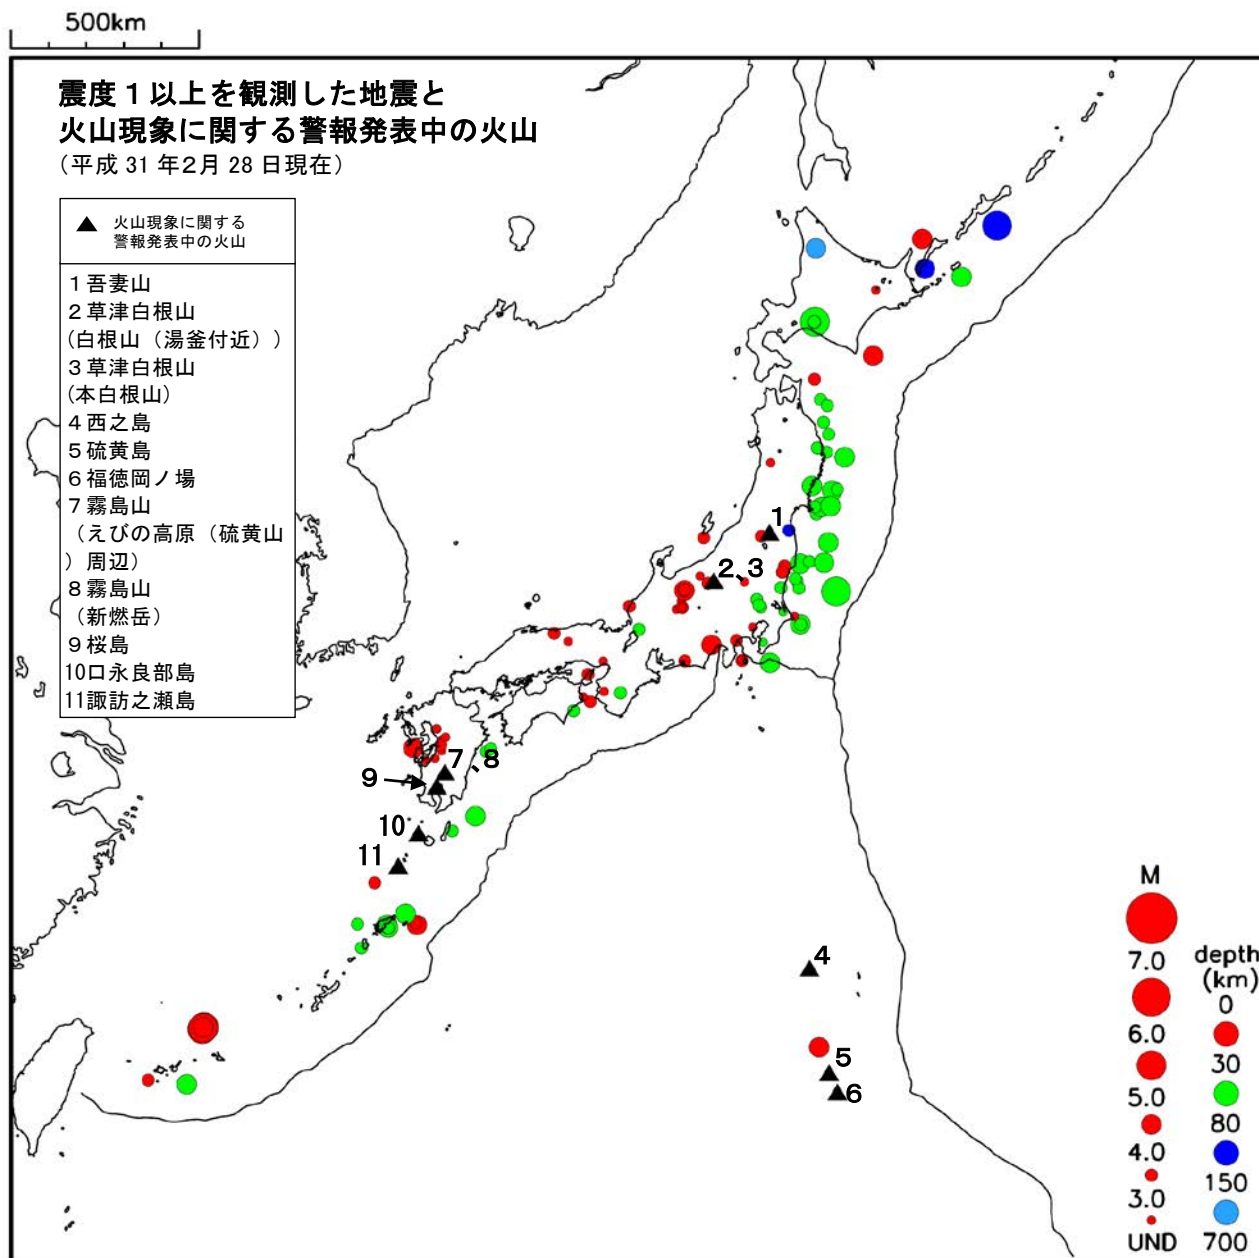 500km
震度１以上を観測した地震と
火山現象に関する警報発表中の火山
（平成 31 年2月 28 日現在）
▲ 火山現象に関する
警報発表中の火山
１吾妻山
２草津白根山
(白根山（湯釜付近）)
３草津白根山
(本白根山)
４西之島
５硫黄島
６福徳岡ノ場
７霧島山
（えびの高原（硫黄山
）周辺）
８霧島山
（新燃岳）
９桜島
10口永良部島
11諏訪之瀬島
1
2、3
7、8
9
10
11
4
5
6
M
7.0
6.0
5.0
4.0
3.0
UND
depth
(km)
0
30
80
150
700